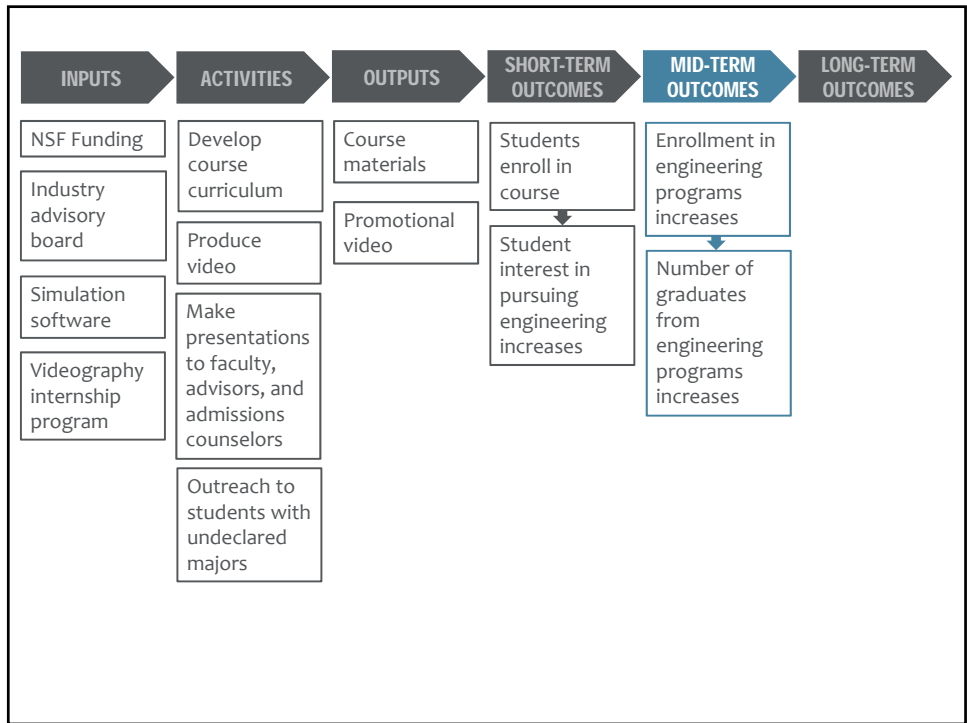 INPUTS
ACTIVITIES
OUTPUTS
SHORT-TERM
OUTCOMES
MID-TERM
OUTCOMES
LONG-TERM
OUTCOMES
NSF Funding
Industry
advisory
board
Simulation
software
Videography
internship
program
Develop
course
curriculum
Produce
video
Make
presentations
to faculty,
advisors, and
admissions
counselors
Outreach to
students with
undeclared
majors
Course
materials
Promotional
video
Students
enroll in
course
Student
interest in
pursuing
engineering
increases
Enrollment in
engineering
programs
increases
Number of
graduates
from
engineering
programs
increases